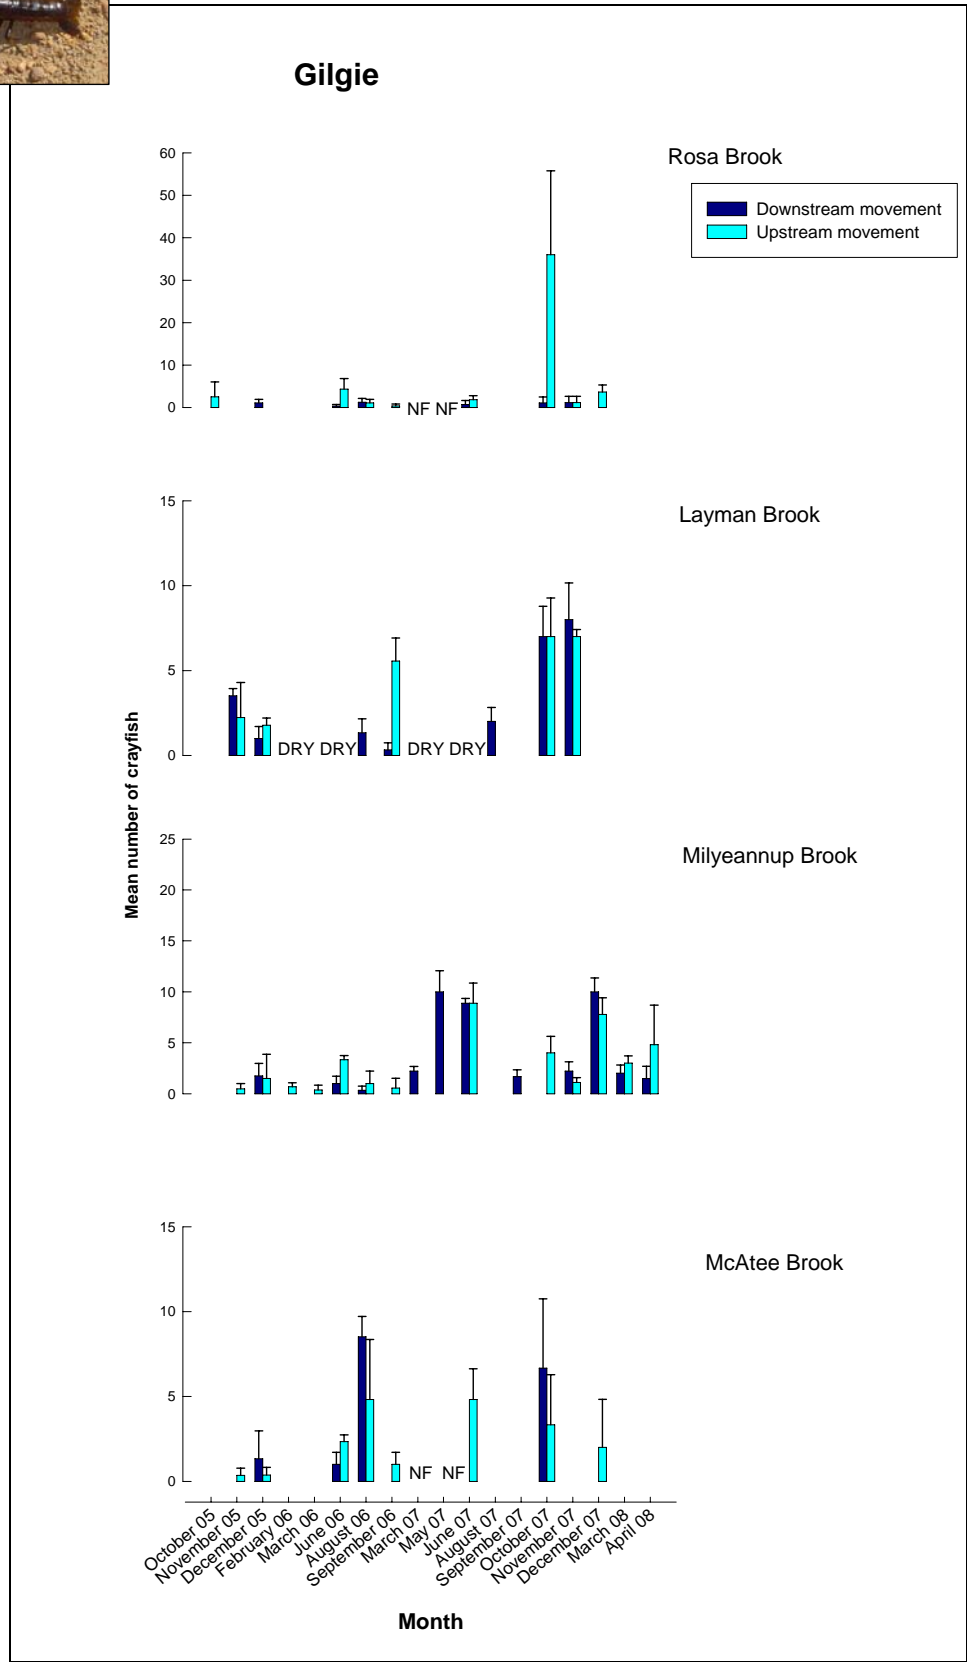 Gilgie
Rosa Brook
Downstream movement
Upstream movement
60
50
40
30
20
10
0
NF NF
Layman Brook
15
10
5
0
DRY DRY
DRY DRY
Mean number of crayfish
Milyeannup Brook
25
20
15
10
5
0
McAtee Brook
15
10
5
0
NF NF
October 05
November 05
December 05
February 06
March 06
June 06
August 06
September 06
March 07
May 07
June 07
August 07
September 07
October 07
November 07
December 07
March 08
April 08
Month